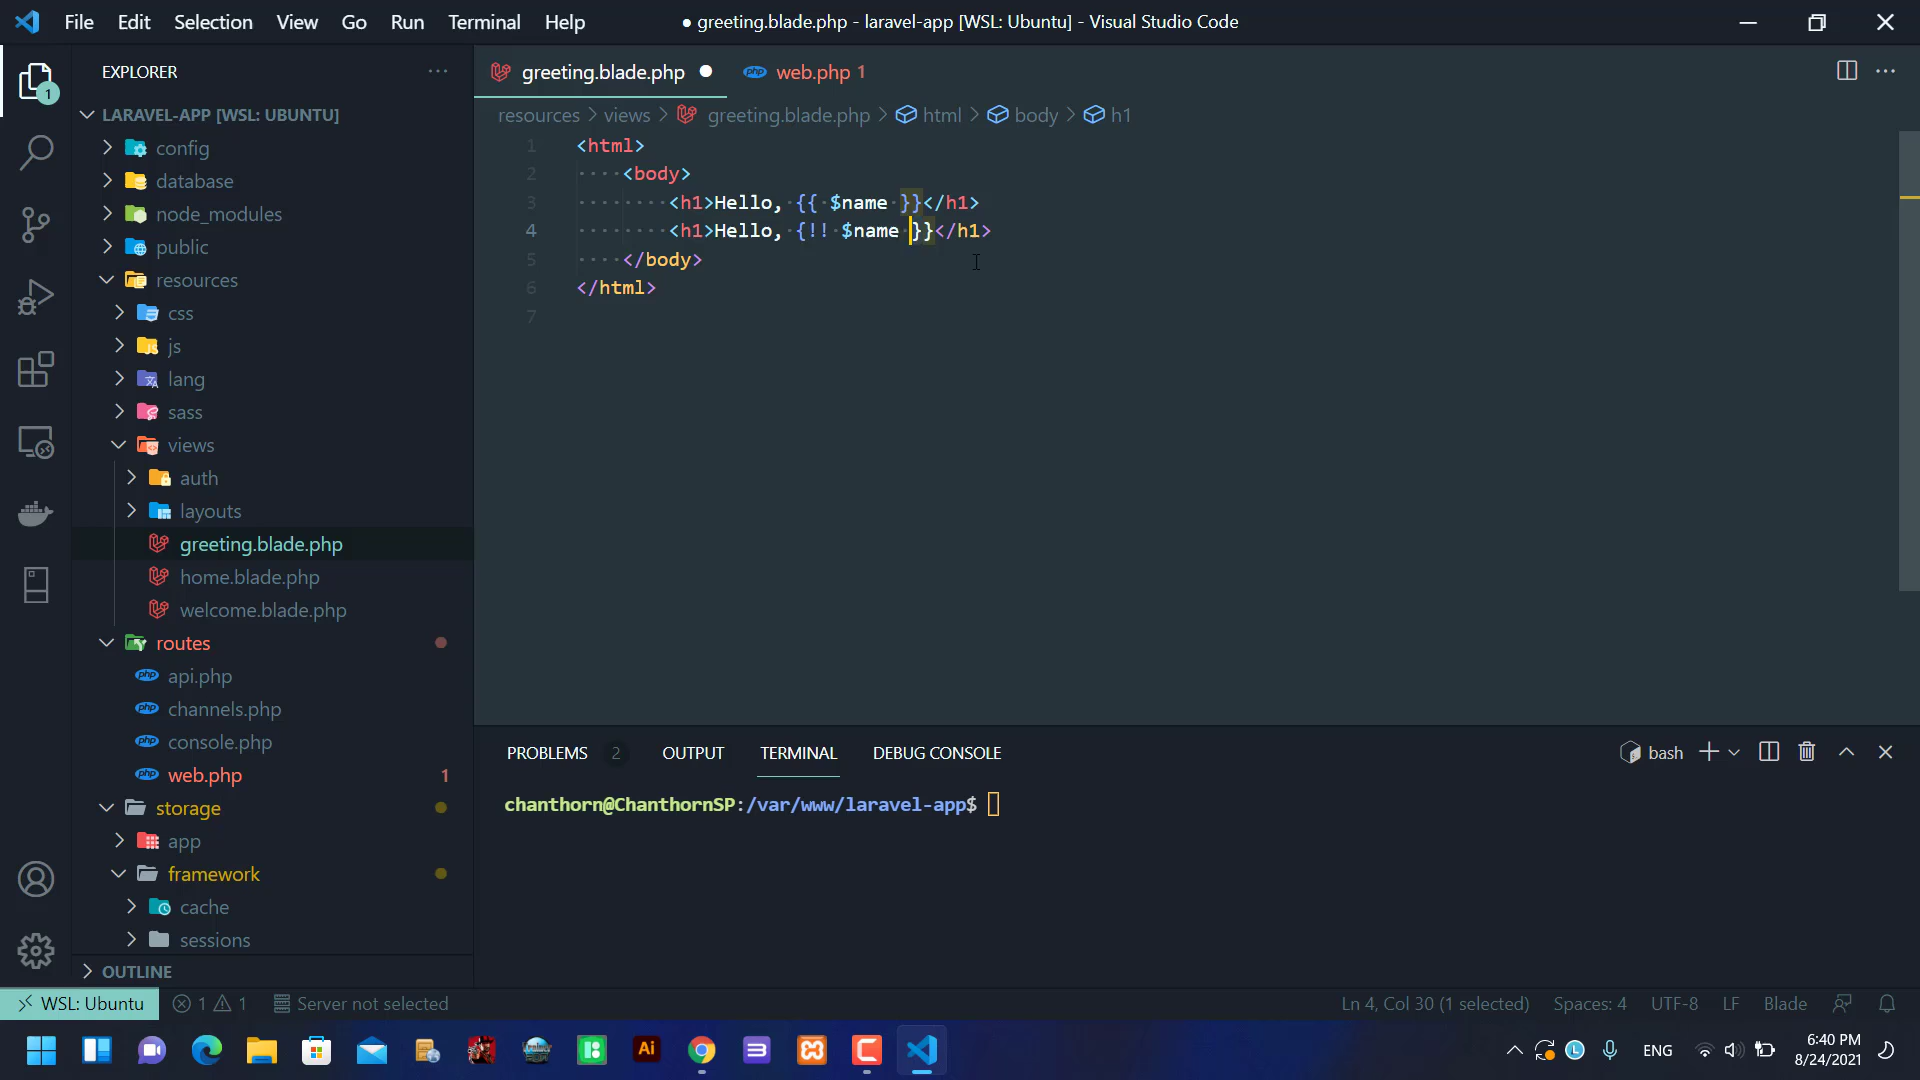 File Edit Selection View Go Run Terminal Help
● greeting.blade.php - laravel-app [WSL: Ubuntu] - Visual Studio Code
EXPLORER
1
LARAVEL-APP [WSL: UBUNTU]
config
database
node_modules
public
resources
css
js
lang
sass
views
auth
layouts
greeting.blade.php
home.blade.php
welcome.blade.php
routes
api.php
channels.php
console.php
web.php 1
storage
app
framework
cache
sessions
OUTLINE
greeting.blade.php ●
web.php 1
resources > views > greeting.blade.php > html > body > h1
1 <html>
2 ····<body>
3 ········<h1>Hello,·{{·$name·}}</h1>
4 ········<h1>Hello,·{!!·$name·}}</h1>
5 ····</body>
6 </html>
7
PROBLEMS 2 OUTPUT TERMINAL DEBUG CONSOLE
bash
chanthorn@ChanthornSP:/var/www/laravel-app$
WSL: Ubuntu 1 1 Server not selected
Ln 4, Col 30 (1 selected) Spaces: 4 UTF-8 LF Blade
Ai
ENG
6:40 PM
8/24/2021